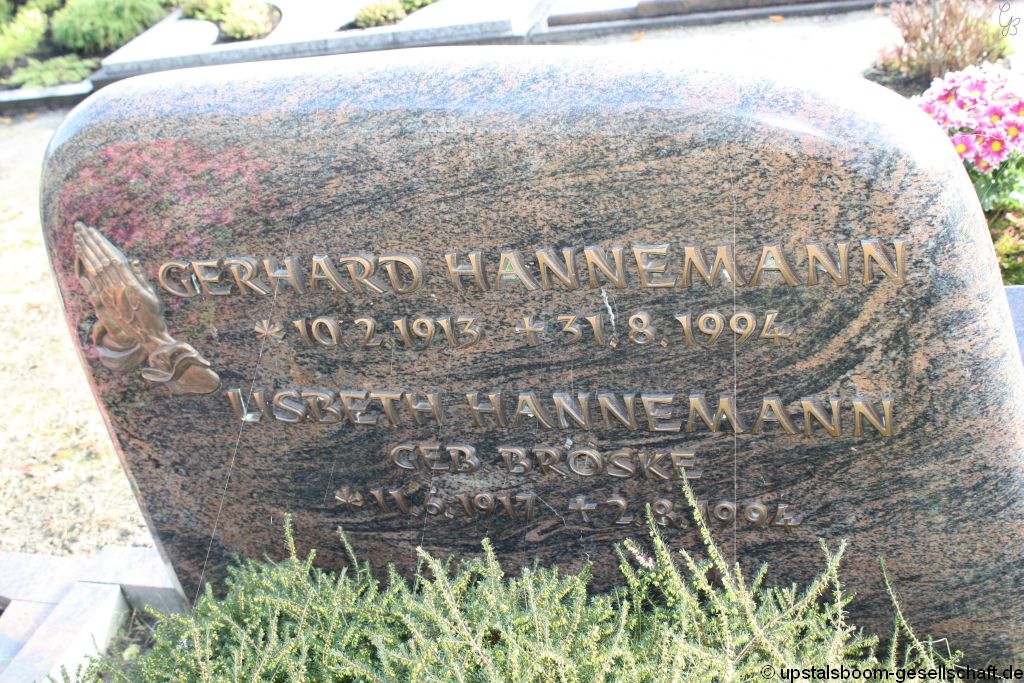 GERHARD HANNEMANN
* 10.2.1913 + 31.8.1994
LISBETH HANNEMANN
GEB BRÖSKE
* 11.6.1917 + 2.8.1994
© upstalsboom-gesellschaft.de